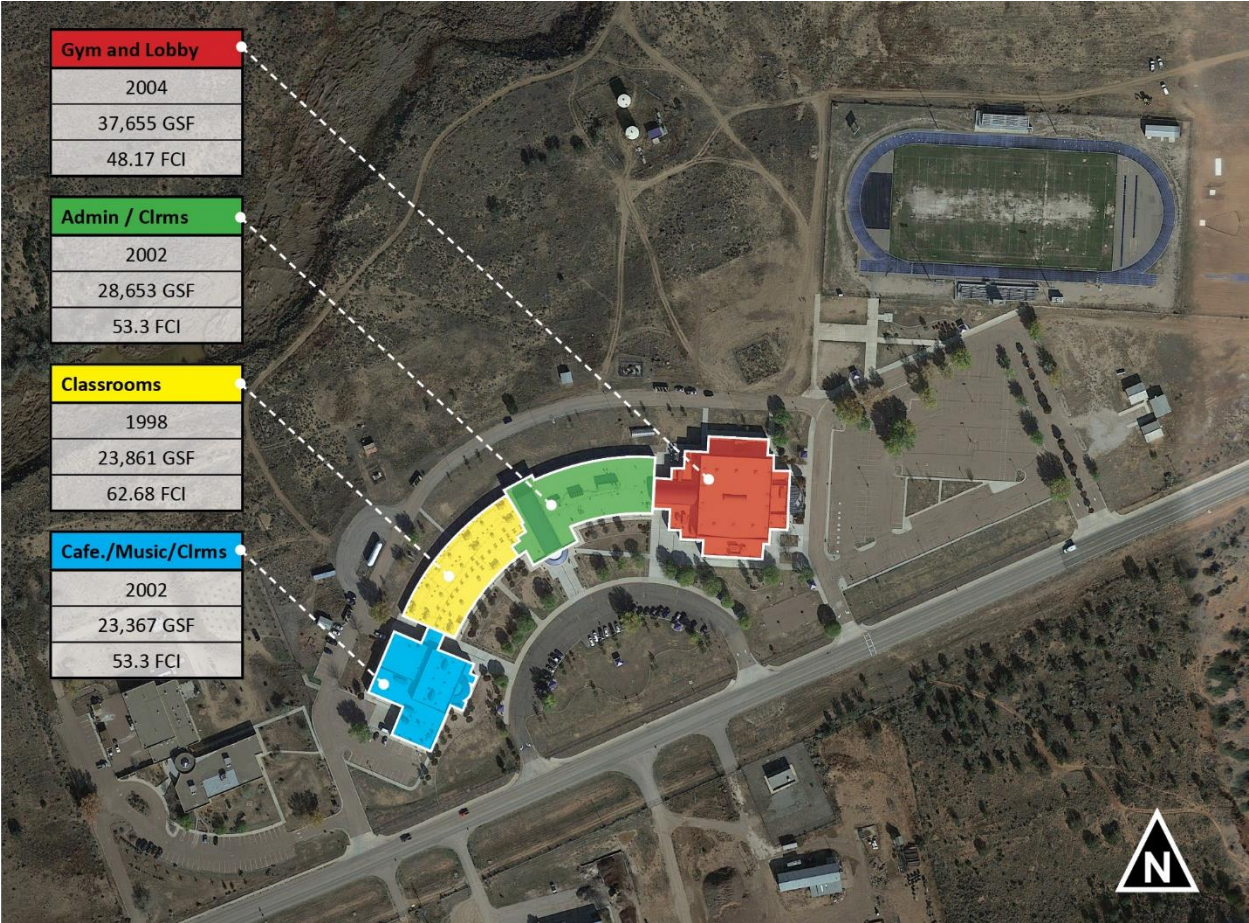 Gym and Lobby
2004
37,655 GSF
48.17 FCI
Admin / Clrms
2002
28,653 GSF
53.3 FCI
Classrooms
1998
23,861 GSF
62.68 FCI
Cafe./Music/Clrms
2002
23,367 GSF
53.3 FCI
N